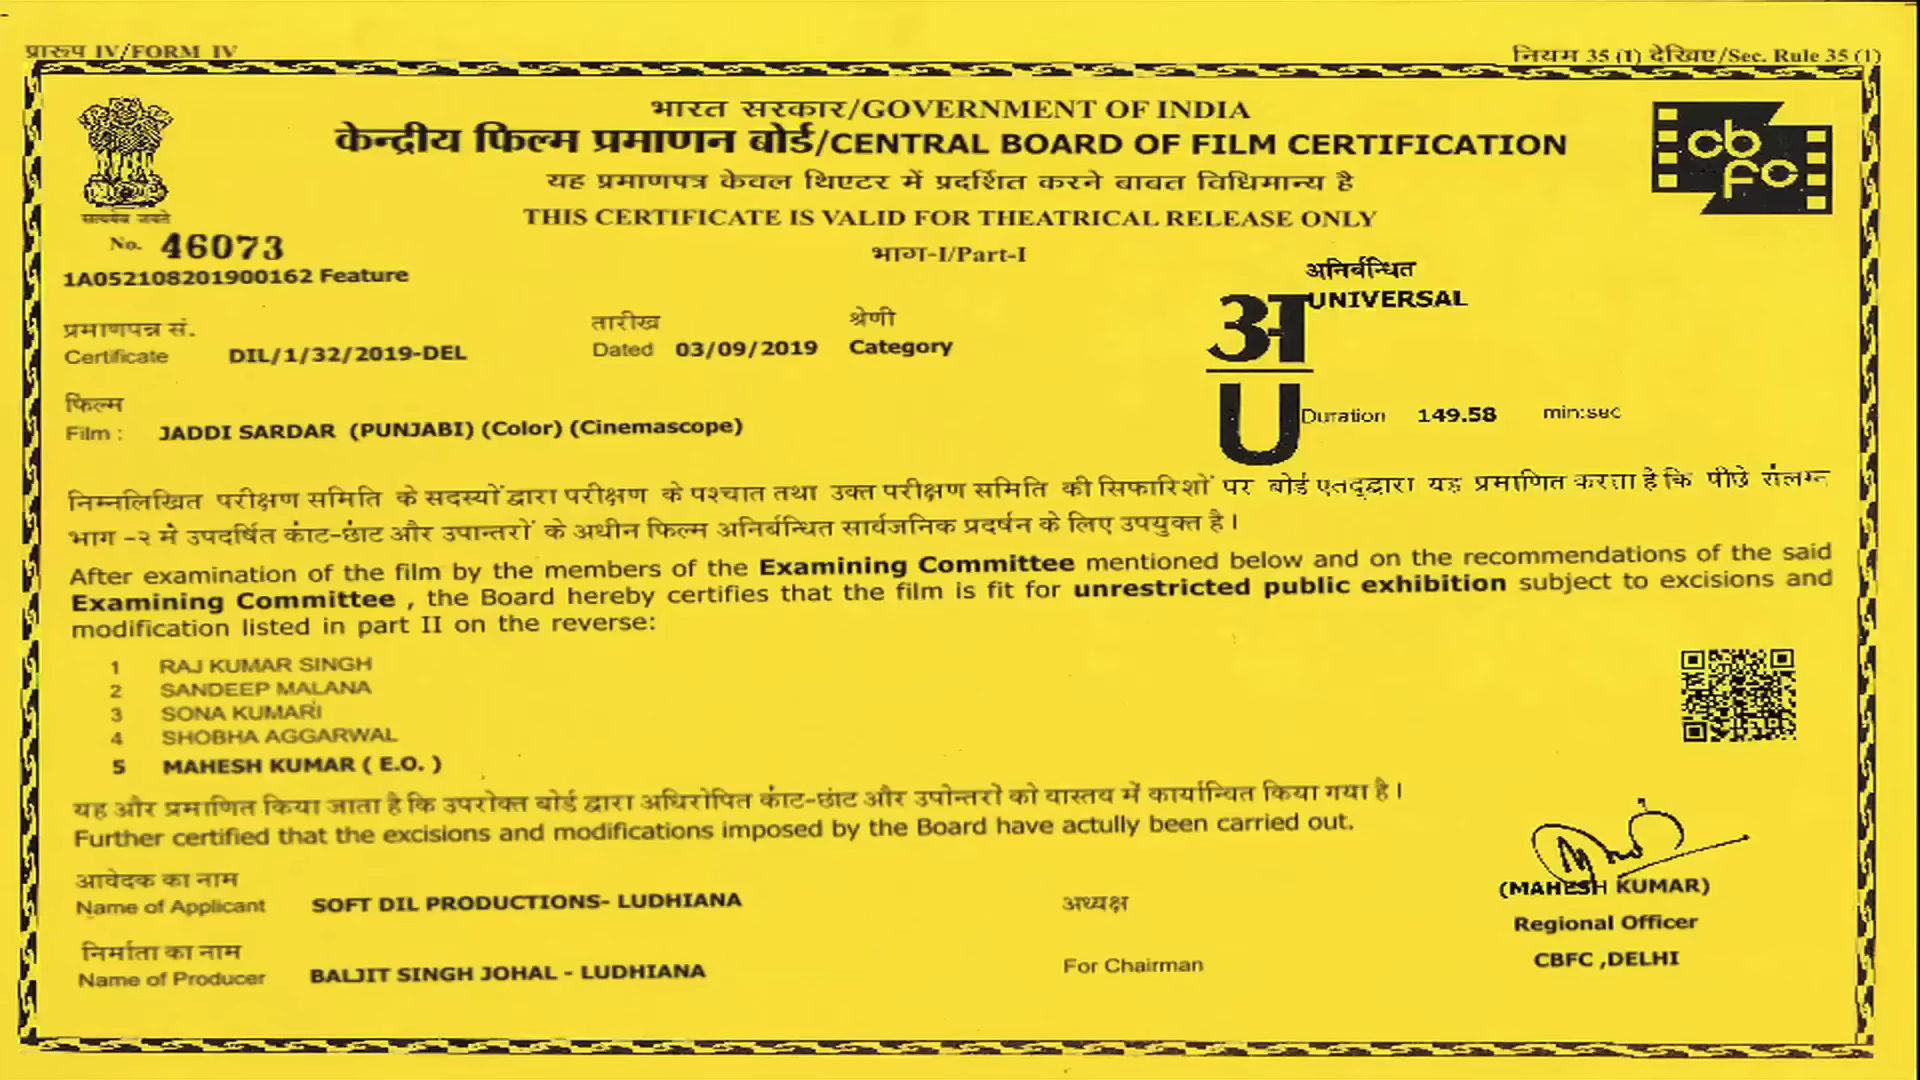 प्रारूप IV/FORM IV
नियम 35 (1) देखिए/Sec. Rule 35 (1)
भारत सरकार/GOVERNMENT OF INDIA
केन्द्रीय फिल्म प्रमाणन बोर्ड/CENTRAL BOARD OF FILM CERTIFICATION
cb
fc
यह प्रमाणपत्र केवल थिएटर में प्रदर्शित करने वावत विधिमान्य है
सत्यमेव जयते
THIS CERTIFICATE IS VALID FOR THEATRICAL RELEASE ONLY
No. 46073
भाग-I/Part-I
1A052108201900162 Feature
अनिर्बन्धित
UNIVERSAL
अ
U
प्रमाणपत्र सं. तारीख श्रेणी
Certificate DIL/1/32/2019-DEL Dated 03/09/2019 Category
फिल्म
Film : JADDI SARDAR (PUNJABI) (Color) (Cinemascope)
Duration 149.58 min:sec
निम्नलिखित परीक्षण समिति के सदस्यों द्वारा परीक्षण के पश्चात तथा उक्त परीक्षण समिति की सिफारिशों पर बोर्ड एतद्द्वारा यह प्रमाणित करता है कि पीछे संलग्न
भाग -२ में उपदर्षित कांट-छांट और उपान्तरों के अधीन फिल्म अनिर्बन्धित सार्वजनिक प्रदर्षन के लिए उपयुक्त है।
After examination of the film by the members of the Examining Committee mentioned below and on the recommendations of the said
Examining Committee , the Board hereby certifies that the film is fit for unrestricted public exhibition subject to excisions and
modification listed in part II on the reverse:
1 RAJ KUMAR SINGH
2 SANDEEP MALANA
3 SONA KUMARI
4 SHOBHA AGGARWAL
5 MAHESH KUMAR ( E.O. )
यह और प्रमाणित किया जाता है कि उपरोक्त बोर्ड द्वारा अधिरोपित कांट-छांट और उपोन्तरों को वास्तव में कार्यान्वित किया गया है।
Further certified that the excisions and modifications imposed by the Board have actully been carried out.
आवेदक का नाम
Name of Applicant SOFT DIL PRODUCTIONS- LUDHIANA
अध्यक्ष
(MAHESH KUMAR)
Regional Officer
निर्माता का नाम
Name of Producer BALJIT SINGH JOHAL - LUDHIANA
For Chairman
CBFC ,DELHI